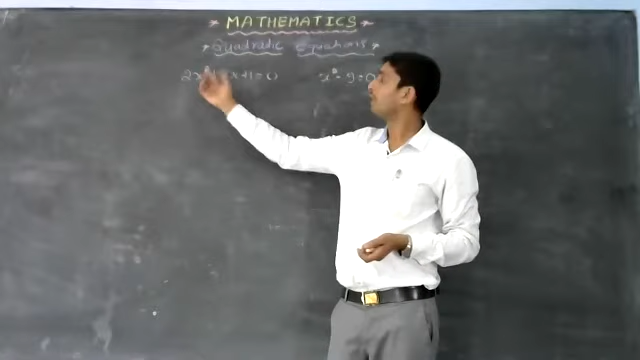 * MATHEMATICS *
* Quadratic Equations *
x² - 9 = 0